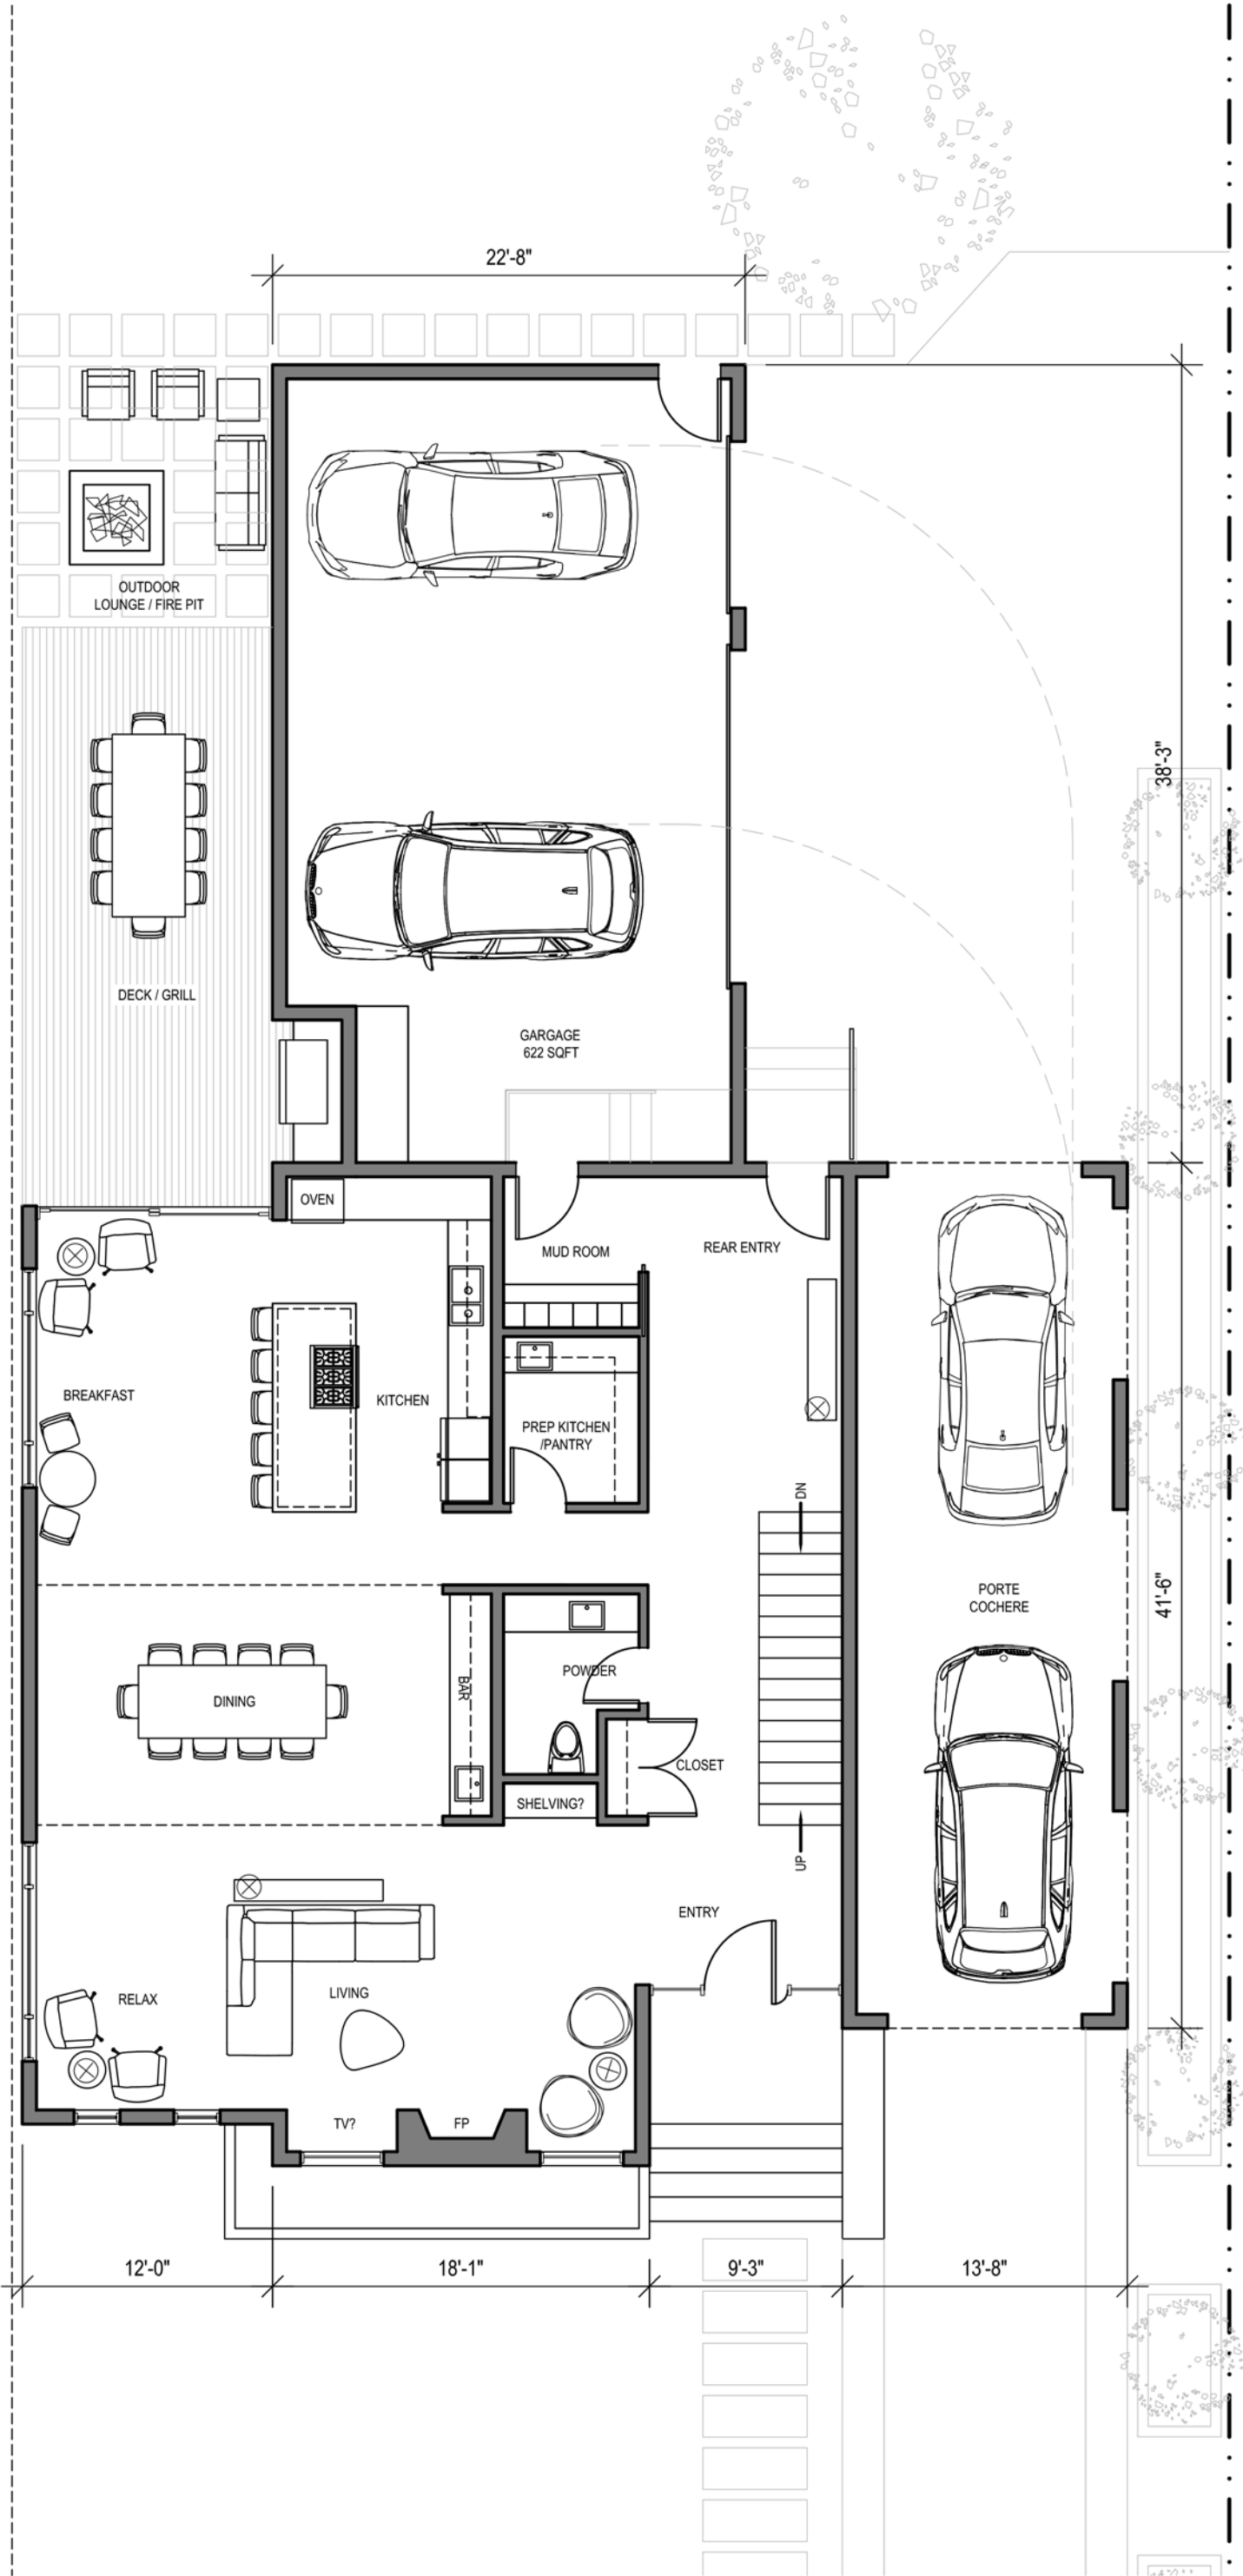 22'-8"
OUTDOOR
LOUNGE / FIRE PIT
38'-3"
DECK / GRILL
GARGAGE
622 SQFT
OVEN
MUD ROOM
REAR ENTRY
BREAKFAST
KITCHEN
PREP KITCHEN
/PANTRY
DN
PORTE
COCHERE
41'-6"
POWDER
BAR
DINING
CLOSET
SHELVING?
UP
ENTRY
RELAX
LIVING
TV?
FP
12'-0"
18'-1"
9'-3"
13'-8"